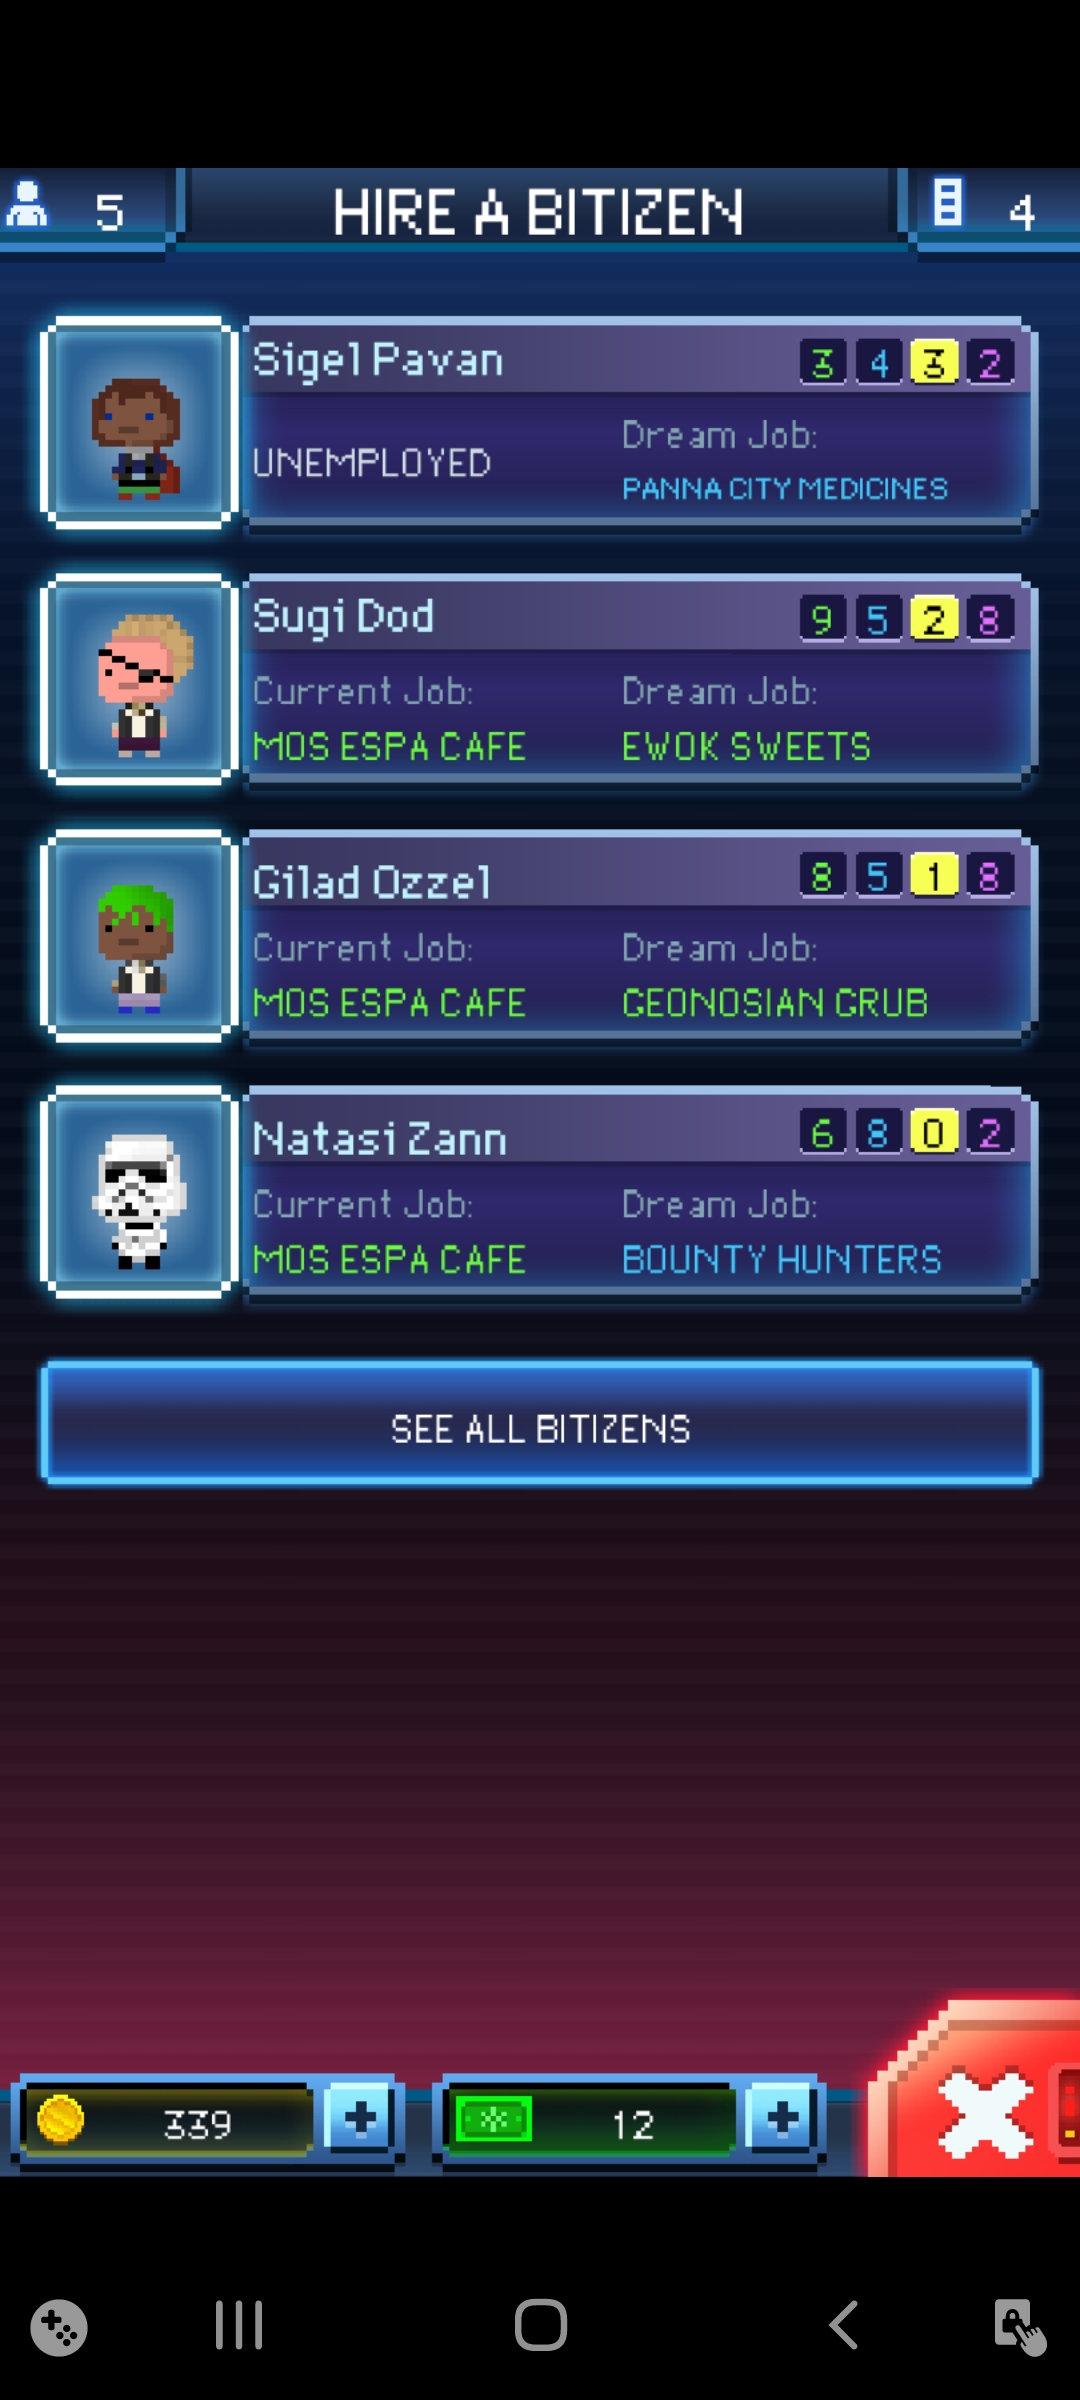 5
HIRE A BITIZEN
4
Sigel Pavan
3 4 3 2
UNEMPLOYED
Dream Job:
PANNA CITY MEDICINES
Sugi Dod
9 5 2 8
Current Job:
Dream Job:
MOS ESPA CAFE
EWOK SWEETS
Gilad Ozzel
8 5 1 8
Current Job:
Dream Job:
MOS ESPA CAFE
GEONOSIAN GRUB
Natasi Zann
6 8 0 2
Current Job:
Dream Job:
MOS ESPA CAFE
BOUNTY HUNTERS
SEE ALL BITIZENS
339
12